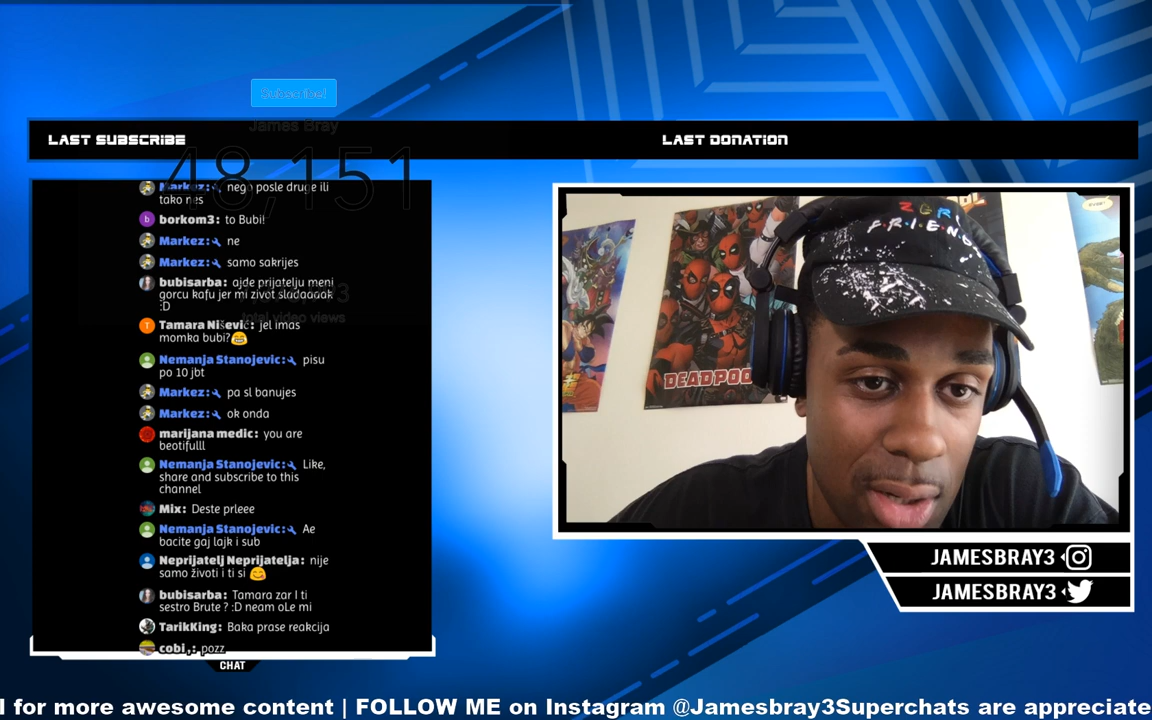 Subscribe!
James Bray
LAST SUBSCRIBE
LAST DONATION
48,151
total video views
Markez: nego posle druge ili
tako nes
borkom3: to Bubi!
Markez: ne
Markez: samo sakrijes
bubisarba: ajde prijatelju meni
gorcu kafu jer mi zivot sladaaaak
:D
Tamara Nišević: jel imas
momka bubi?😂
Nemanja Stanojevic: pisu
po 10 jbt
Markez: pa sl banujes
Markez: ok onda
marijana medic: you are
beotifulll
Nemanja Stanojevic: Like,
share and subscribe to this
channel
Mix: Deste prleee
Nemanja Stanojevic: Ae
bacite gaj lajk i sub
Neprijatelj Neprijatelja: nije
samo životi i ti si 😊
bubisarba: Tamara zar I ti
sestro Brute ? :D neam oLe mi
TarikKing: Baka prase reakcija
cobi ,: pozz
CHAT
ZERO
F·R·I·E·N
DEADPOO
JAMESBRAY3
JAMESBRAY3
l for more awesome content | FOLLOW ME on Instagram @Jamesbray3Superchats are appreciate